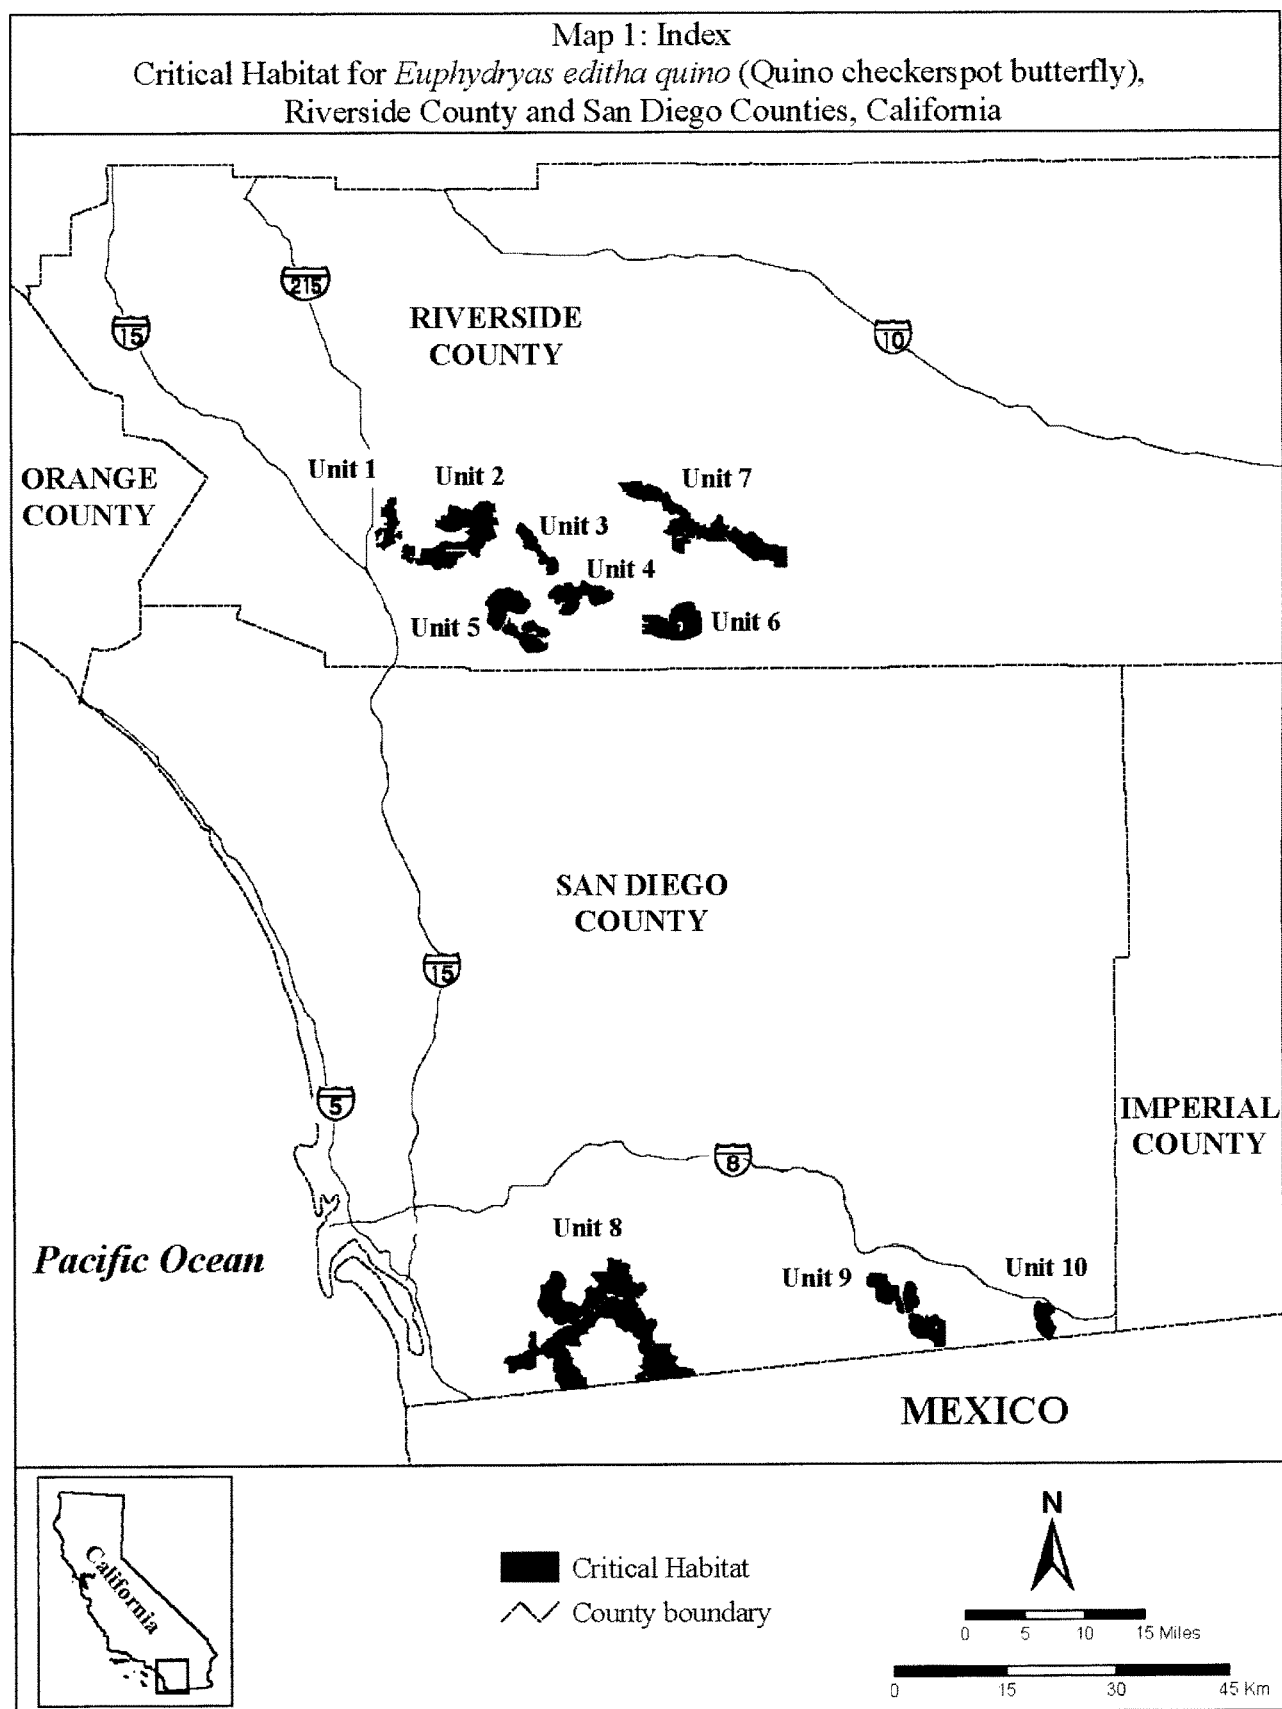 Map 1: Index
Critical Habitat for Euphydryas editha quino (Quino checkerspot butterfly),
Riverside County and San Diego Counties, California
215
15
RIVERSIDE
COUNTY
10
ORANGE
COUNTY
Unit 1
Unit 2
Unit 7
Unit 3
Unit 4
Unit 5
Unit 6
SAN DIEGO
COUNTY
15
5
IMPERIAL
COUNTY
8
Pacific Ocean
Unit 8
Unit 9
Unit 10
MEXICO
California
Critical Habitat
County boundary
N
0 5 10 15 Miles
0 15 30 45 Km